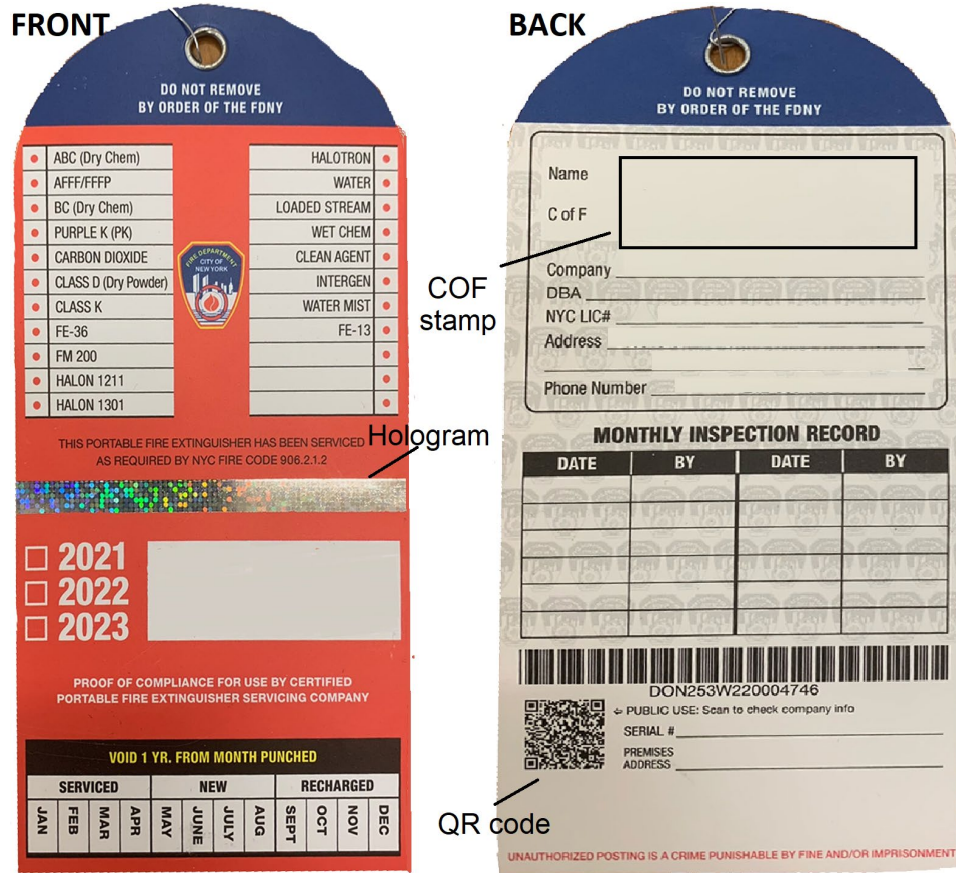 FRONT
DO NOT REMOVE
BY ORDER OF THE FDNY
ABC (Dry Chem)
AFFF/FFFP
BC (Dry Chem)
PURPLE K (PK)
CARBON DIOXIDE
CLASS D (Dry Powder)
CLASS K
FE-36
FM 200
HALON 1211
HALON 1301
FIRE DEPARTMENT
CITY OF
NEW YORK
HALOTRON
WATER
LOADED STREAM
WET CHEM
CLEAN AGENT
INTERGEN
WATER MIST
FE-13
THIS PORTABLE FIRE EXTINGUISHER HAS BEEN SERVICED
AS REQUIRED BY NYC FIRE CODE 906.2.1.2
Hologram
2021
2022
2023
PROOF OF COMPLIANCE FOR USE BY CERTIFIED
PORTABLE FIRE EXTINGUISHER SERVICING COMPANY
VOID 1 YR. FROM MONTH PUNCHED
SERVICED NEW RECHARGED
JAN FEB MAR APR MAY JUNE JULY AUG SEPT OCT NOV DEC
BACK
DO NOT REMOVE
BY ORDER OF THE FDNY
Name
C of F
COF
stamp
Company
DBA
NYC LIC#
Address
Phone Number
MONTHLY INSPECTION RECORD
DATE BY DATE BY
DON253W220004746
⇐ PUBLIC USE: Scan to check company info
SERIAL #
PREMISES
ADDRESS
QR code
UNAUTHORIZED POSTING IS A CRIME PUNISHABLE BY FINE AND/OR IMPRISONMENT